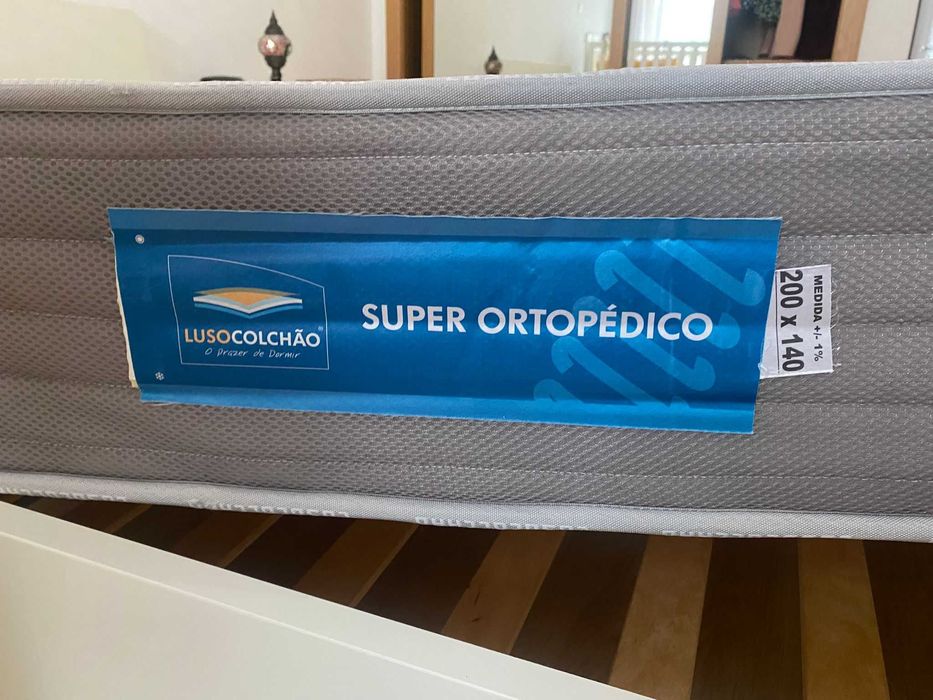 LUSOCOLCHÃO®
O Prazer de Dormir
SUPER ORTOPÉDICO
MEDIDA +/- 1%
200 x 140